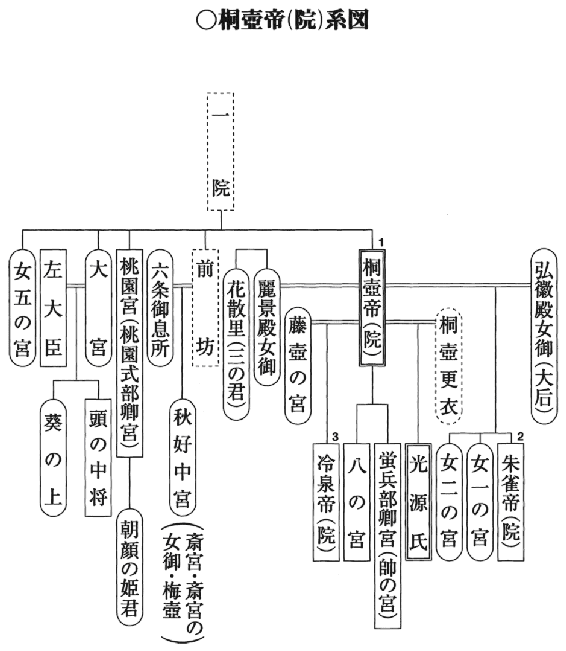 ○桐壺帝(院)系図
一院
1
弘徽殿女御(大后)
桐壺更衣
桐壺帝(院)
藤壺の宮
麗景殿女御
花散里(三の君)
前坊
六条御息所
桃園宮(桃園式部卿宮)
大宮
左大臣
女五の宮
2
朱雀帝(院)
女一の宮
女二の宮
光源氏
蛍兵部卿宮(帥の宮)
八の宮
3
冷泉帝(院)
秋好中宮
(斎宮・斎宮の
女御・梅壺)
朝顔の姫君
頭の中将
葵の上